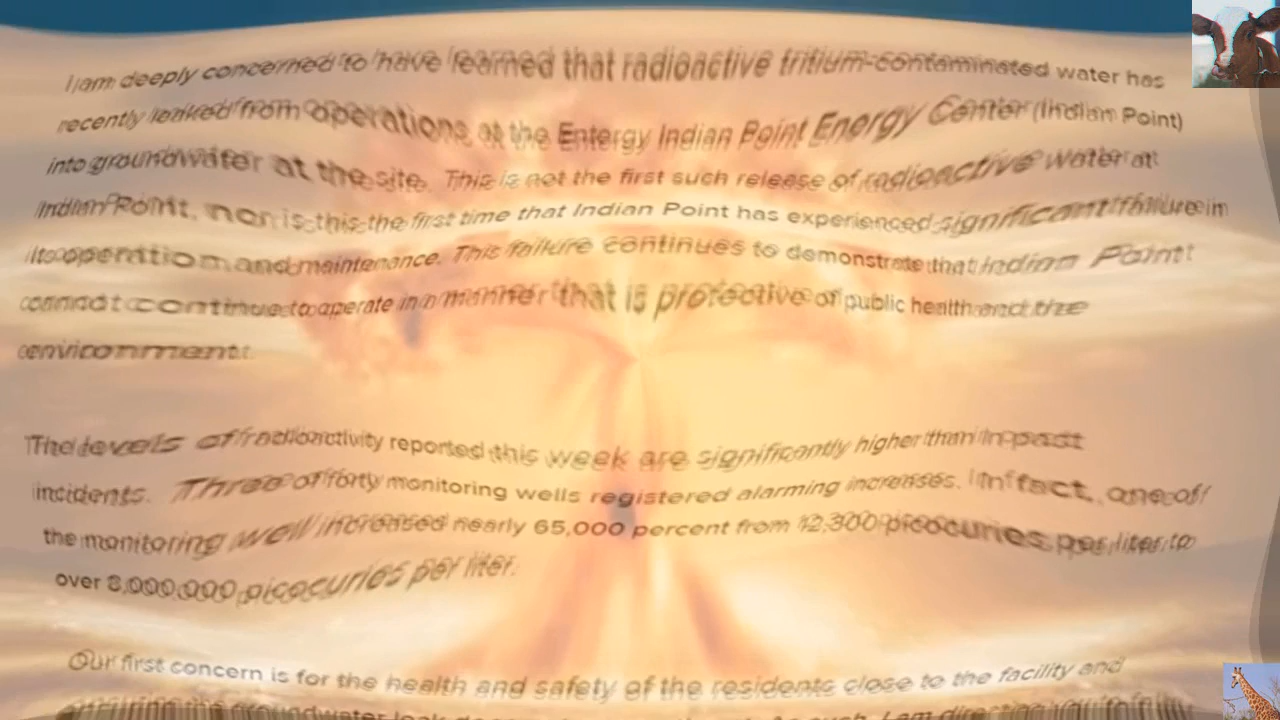 I am deeply concerned to have learned that radioactive tritium-contaminated water has
recently leaked from operations at the Entergy Indian Point Energy Center (Indian Point)
into groundwater at the site. This is not the first such release of radioactive water at
Indian Point, nor is this the first time that Indian Point has experienced significant failure in
its operation and maintenance. This failure continues to demonstrate that Indian Point
cannot continue to operate in a manner that is protective of public health and the
environment.
The levels of radioactivity reported this week are significantly higher than in past
incidents. Three of forty monitoring wells registered alarming increases. In fact, one of
the monitoring well increased nearly 65,000 percent from 12,300 picocuries per liter to
over 8,000,000 picocuries per liter.
Our first concern is for the health and safety of the residents close to the facility and
groundwater leak